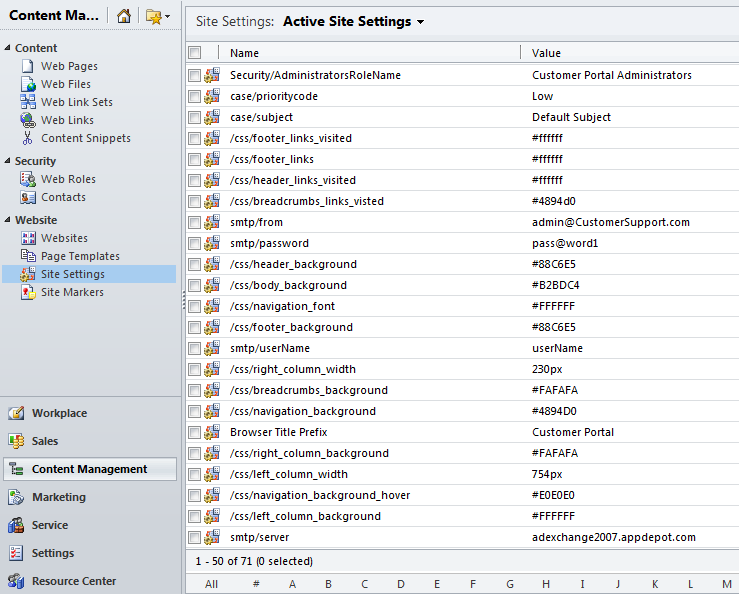 Content Ma...
Content
Web Pages
Web Files
Web Link Sets
Web Links
Content Snippets
Security
Web Roles
Contacts
Website
Websites
Page Templates
Site Settings
Site Markers
Workplace
Sales
Content Management
Marketing
Service
Settings
Resource Center
Site Settings: Active Site Settings
Name Value
Security/AdministratorsRoleName Customer Portal Administrators
case/prioritycode Low
case/subject Default Subject
/css/footer_links_visited #ffffff
/css/footer_links #ffffff
/css/header_links_visited #ffffff
/css/breadcrumbs_links_visted #4894d0
smtp/from admin@CustomerSupport.com
smtp/password pass@word1
/css/header_background #88C6E5
/css/body_background #B2BDC4
/css/navigation_font #FFFFFF
/css/footer_background #88C6E5
smtp/userName userName
/css/right_column_width 230px
/css/breadcrumbs_background #FAFAFA
/css/navigation_background #4894D0
Browser Title Prefix Customer Portal
/css/right_column_background #FAFAFA
/css/left_column_width 754px
/css/navigation_background_hover #E0E0E0
/css/left_column_background #FFFFFF
smtp/server adexchange2007.appdepot.com
1 - 50 of 71 (0 selected)
All # A B C D E F G H I J K L M